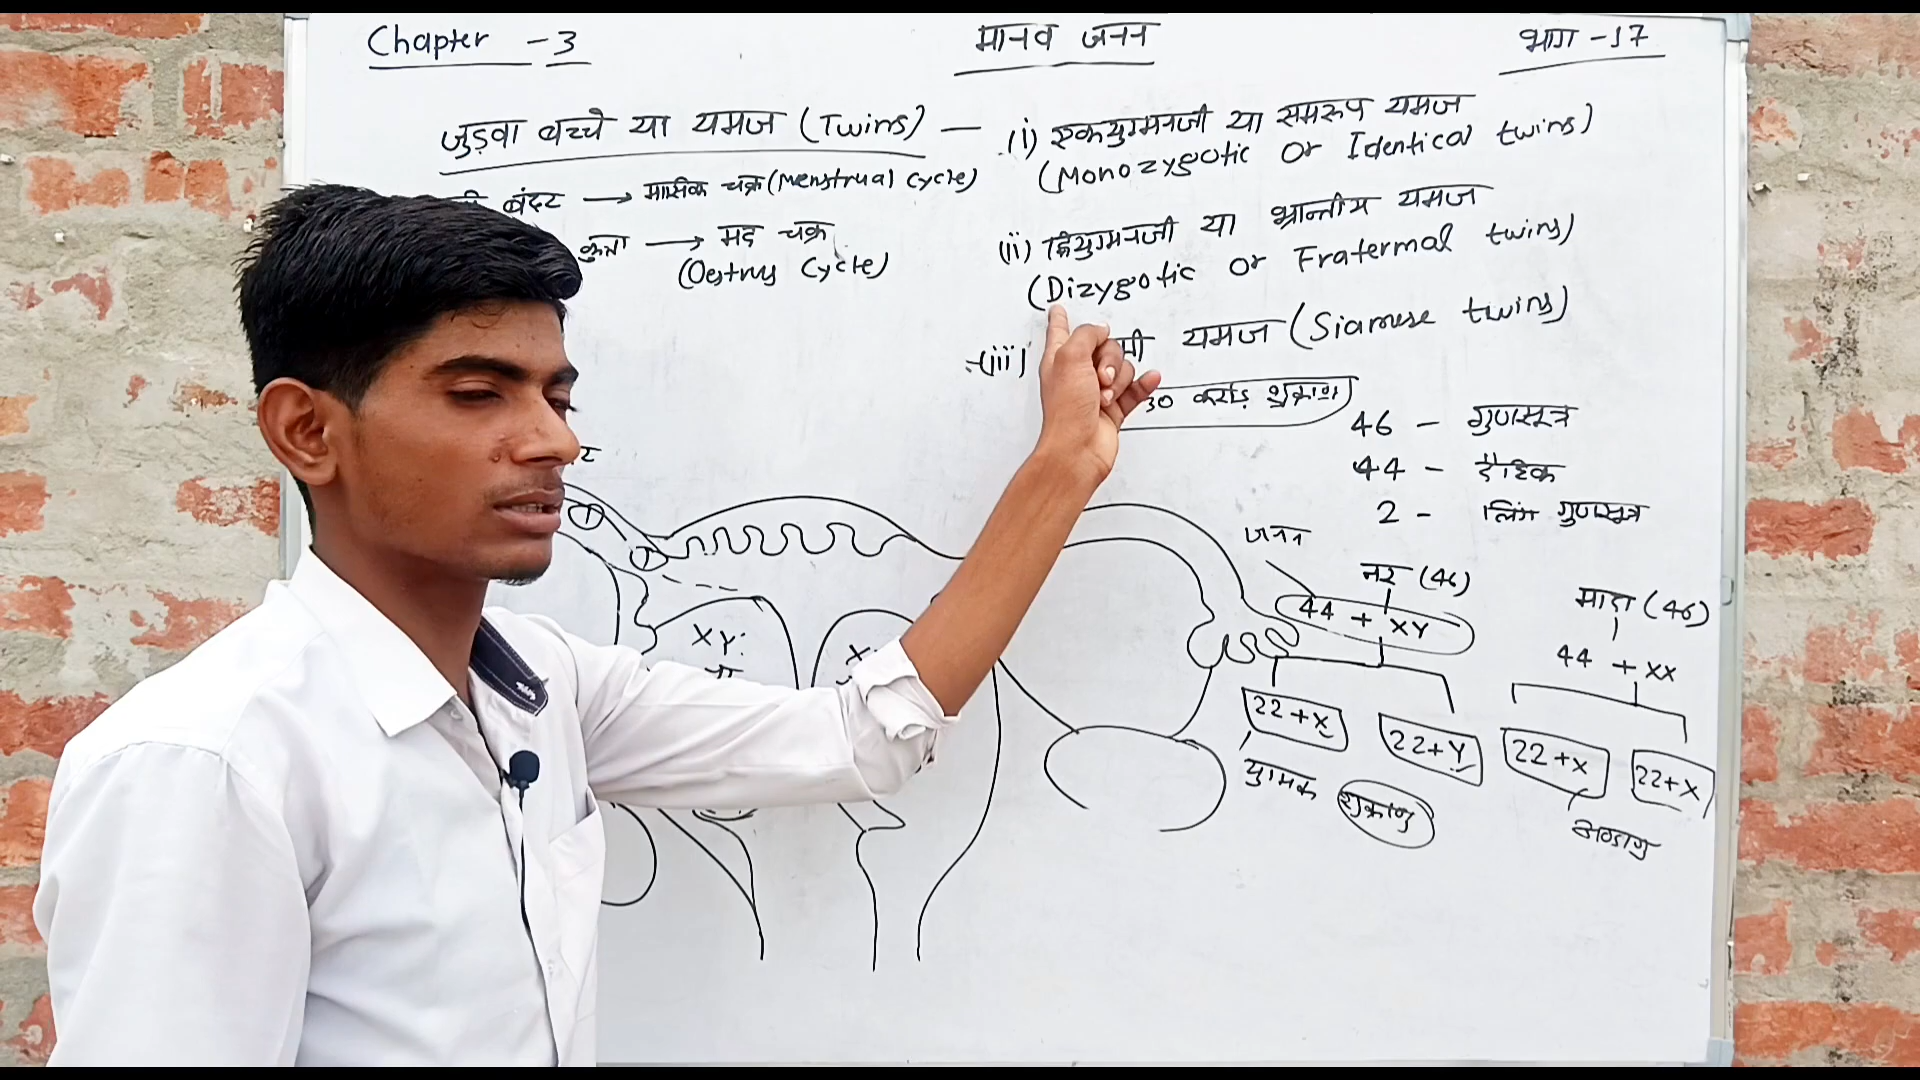 Chapter -3
मानव जनन
भाग -17
जुड़वा बच्चे या यमज (Twins) —
(i) एकयुग्मनजी या समरूप यमज
(Monozygotic or Identical twins)
बंदर → मासिक चक्र (Menstrual Cycle)
(ii) द्वियुग्मनजी या भ्रान्तीय यमज
(Dizygotic or Fratermal twins)
कुत्ता → मद चक्र
(Oestrus Cycle)
(iii) मी यमज (Siamese twins)
30 करोड़ शुक्राणु
46 - गुणसूत्र
44 - दैहिक
2 - लिंग गुणसूत्र
जनन
नर (46)
44 + XY
मादा (46)
44 + XX
22+X
22+Y
22+X
22+X
युग्मक
शुक्राणु
अण्डाणु
XY